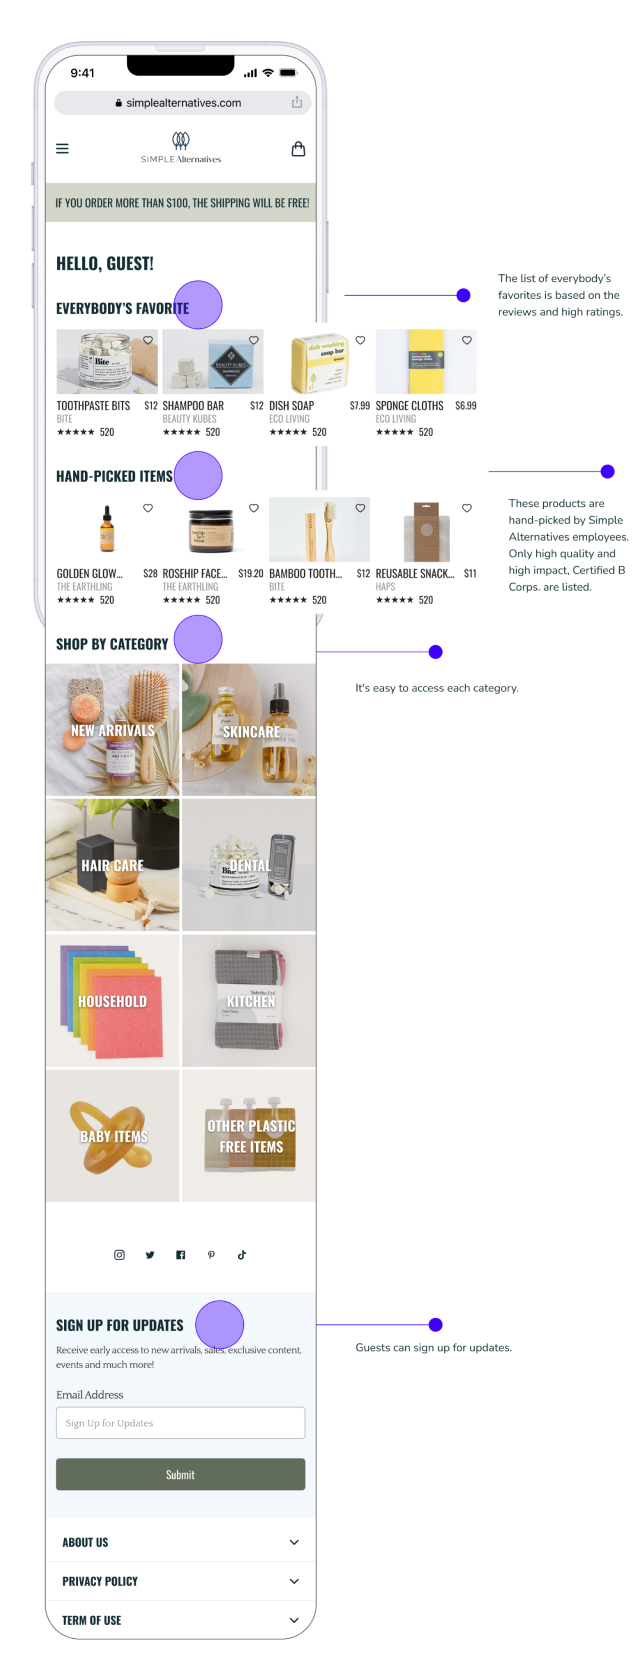 9:41
simplealternatives.com
SIMPLE Alternatives
IF YOU ORDER MORE THAN $100, THE SHIPPING WILL BE FREE!
HELLO, GUEST!
The list of everybody's
favorites is based on the
reviews and high ratings.
EVERYBODY'S FAVORITE
Bite
BEAUTY KUBES
dish washing
soap bar
TOOTHPASTE BITS $12
BITE
★★★★★ 520
SHAMPOO BAR $12
BEAUTY KUBES
★★★★★ 520
DISH SOAP $7.99
ECO LIVING
★★★★★ 520
SPONGE CLOTHS $6.99
ECO LIVING
★★★★★ 520
HAND-PICKED ITEMS
These products are
hand-picked by Simple
Alternatives employees.
Only high quality and
high impact, Certified B
Corps. are listed.
GOLDEN GLOW... $28
THE EARTHLING
★★★★★ 520
ROSEHIP FACE... $19.20
THE EARTHLING
★★★★★ 520
BAMBOO TOOTH... $12
BITE
★★★★★ 520
REUSABLE SNACK... $11
HAPS
★★★★★ 520
SHOP BY CATEGORY
It's easy to access each category.
NEW ARRIVALS
SKINCARE
HAIR CARE
DENTAL
Bite
HOUSEHOLD
KITCHEN
BABY ITEMS
OTHER PLASTIC
FREE ITEMS
SIGN UP FOR UPDATES
Receive early access to new arrivals, sales, exclusive content,
events and much more!
Guests can sign up for updates.
Email Address
Sign Up for Updates
Submit
ABOUT US
PRIVACY POLICY
TERM OF USE